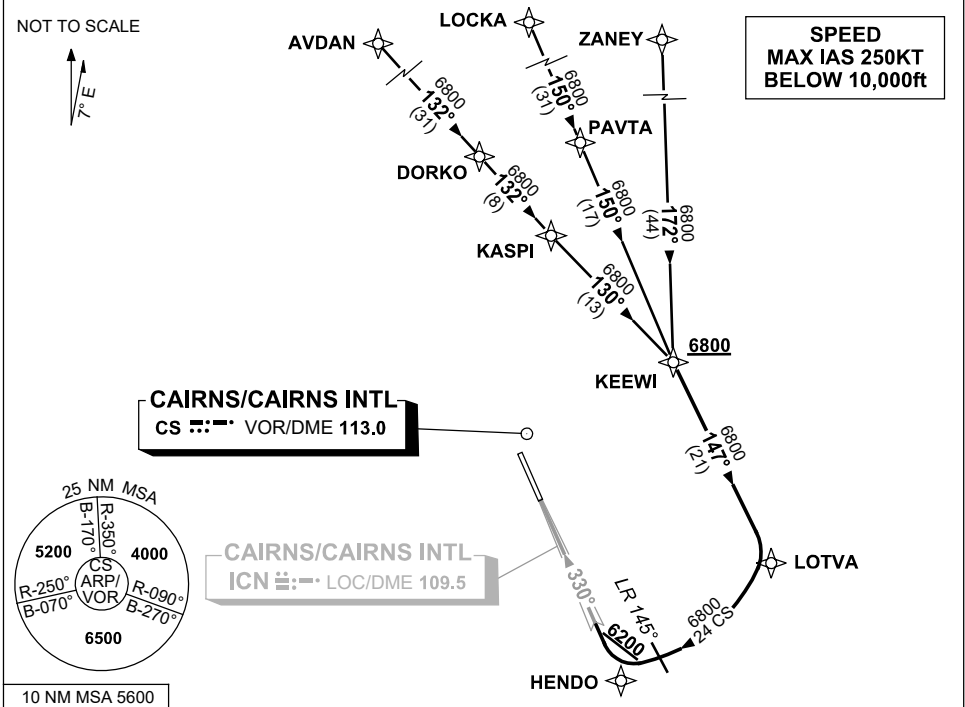 NOT TO SCALE
7° E
AVDAN
LOCKA
ZANEY
SPEED
MAX IAS 250KT
BELOW 10,000ft
6800
132°
(31)
6800
150°
(31)
PAVTA
DORKO
6800
132°
(8)
6800
150°
(17)
6800
172°
(44)
KASPI
6800
130°
(13)
6800
KEEWI
CAIRNS/CAIRNS INTL
CS VOR/DME 113.0
6800
147°
(21)
25 NM MSA
B-170°
R-350°
5200
4000
CS
ARP/
VOR
R-250°
B-070°
R-090°
B-270°
6500
10 NM MSA 5600
CAIRNS/CAIRNS INTL
ICN LOC/DME 109.5
330°
LR 145°
6200
LOTVA
6800
24 CS
HENDO